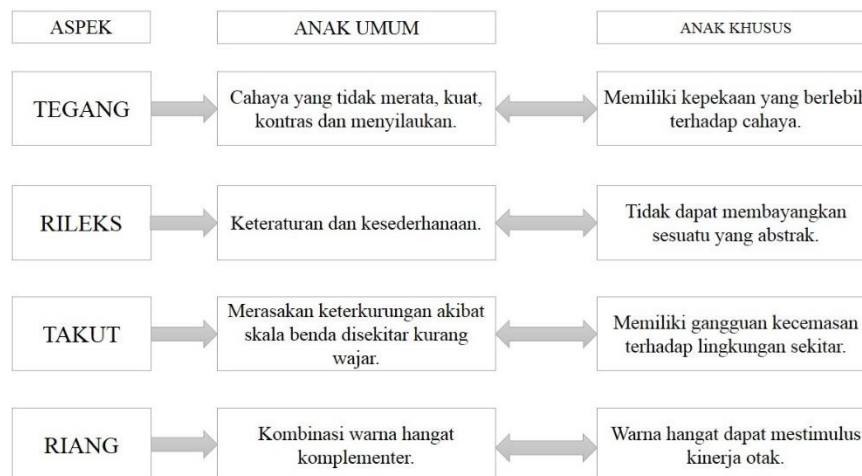 ASPEK
ANAK UMUM
ANAK KHUSUS
TEGANG
Cahaya yang tidak merata, kuat,
kontras dan menyilaukan.
Memiliki kepekaan yang berlebih
terhadap cahaya.
RILEKS
Keteraturan dan kesederhanaan.
Tidak dapat membayangkan
sesuatu yang abstrak.
TAKUT
Merasakan keterkurungan akibat
skala benda disekitar kurang
wajar.
Memiliki gangguan kecemasan
terhadap lingkungan sekitar.
RIANG
Kombinasi warna hangat
komplementer.
Warna hangat dapat mestimulus
kinerja otak.